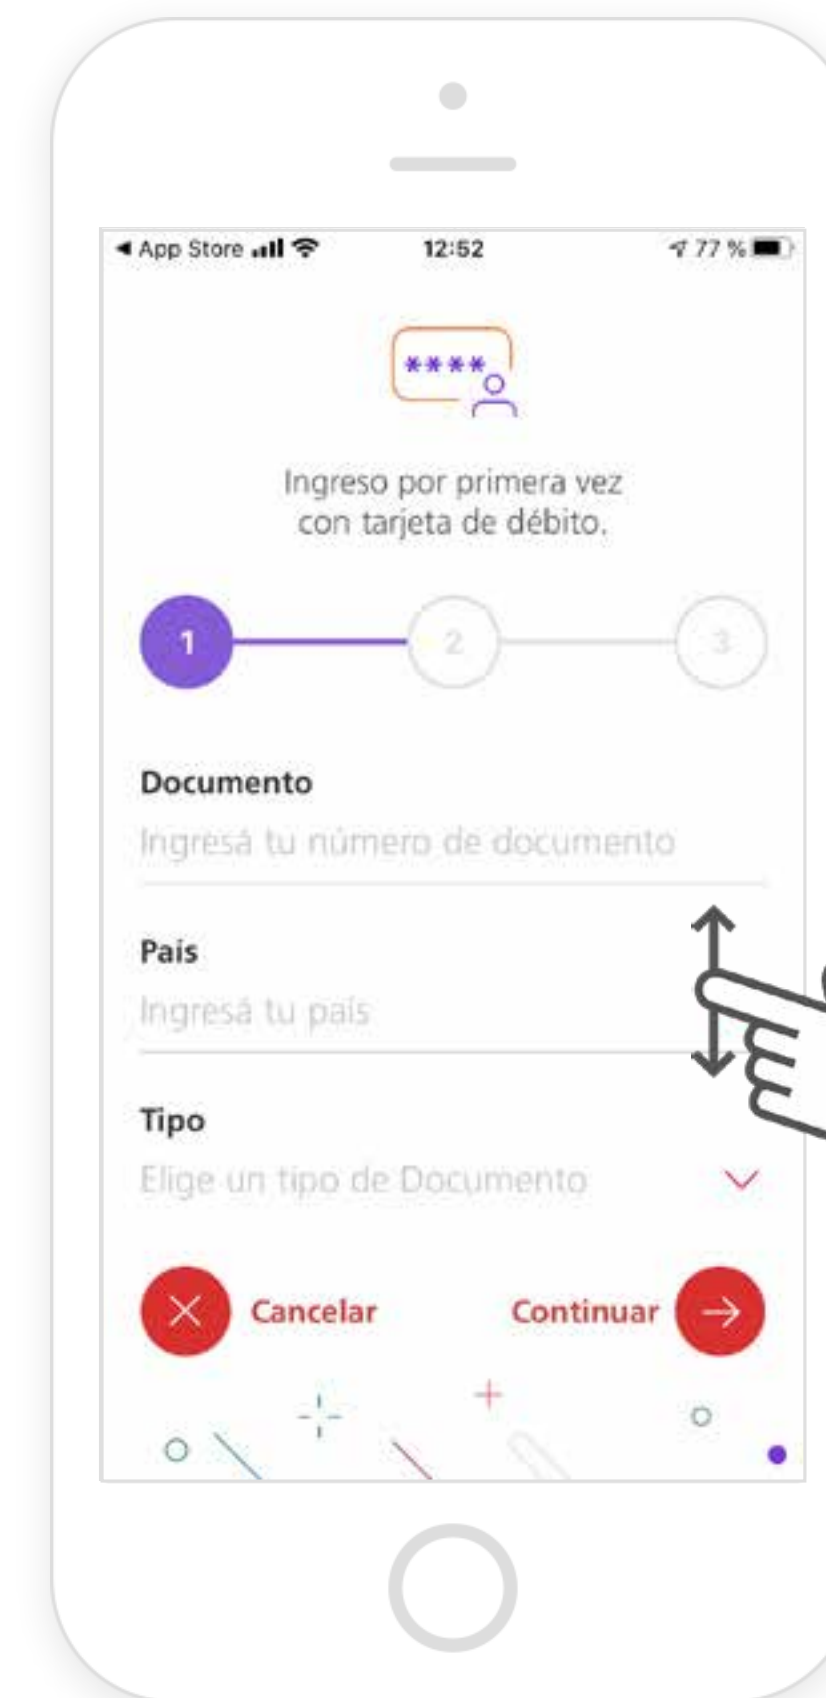 App Store 12:52 77 %
****
Ingreso por primera vez
con tarjeta de débito.
1 2 3
Documento
Ingresá tu número de documento
País
Ingresá tu país
Tipo
Elige un tipo de Documento
Cancelar Continuar